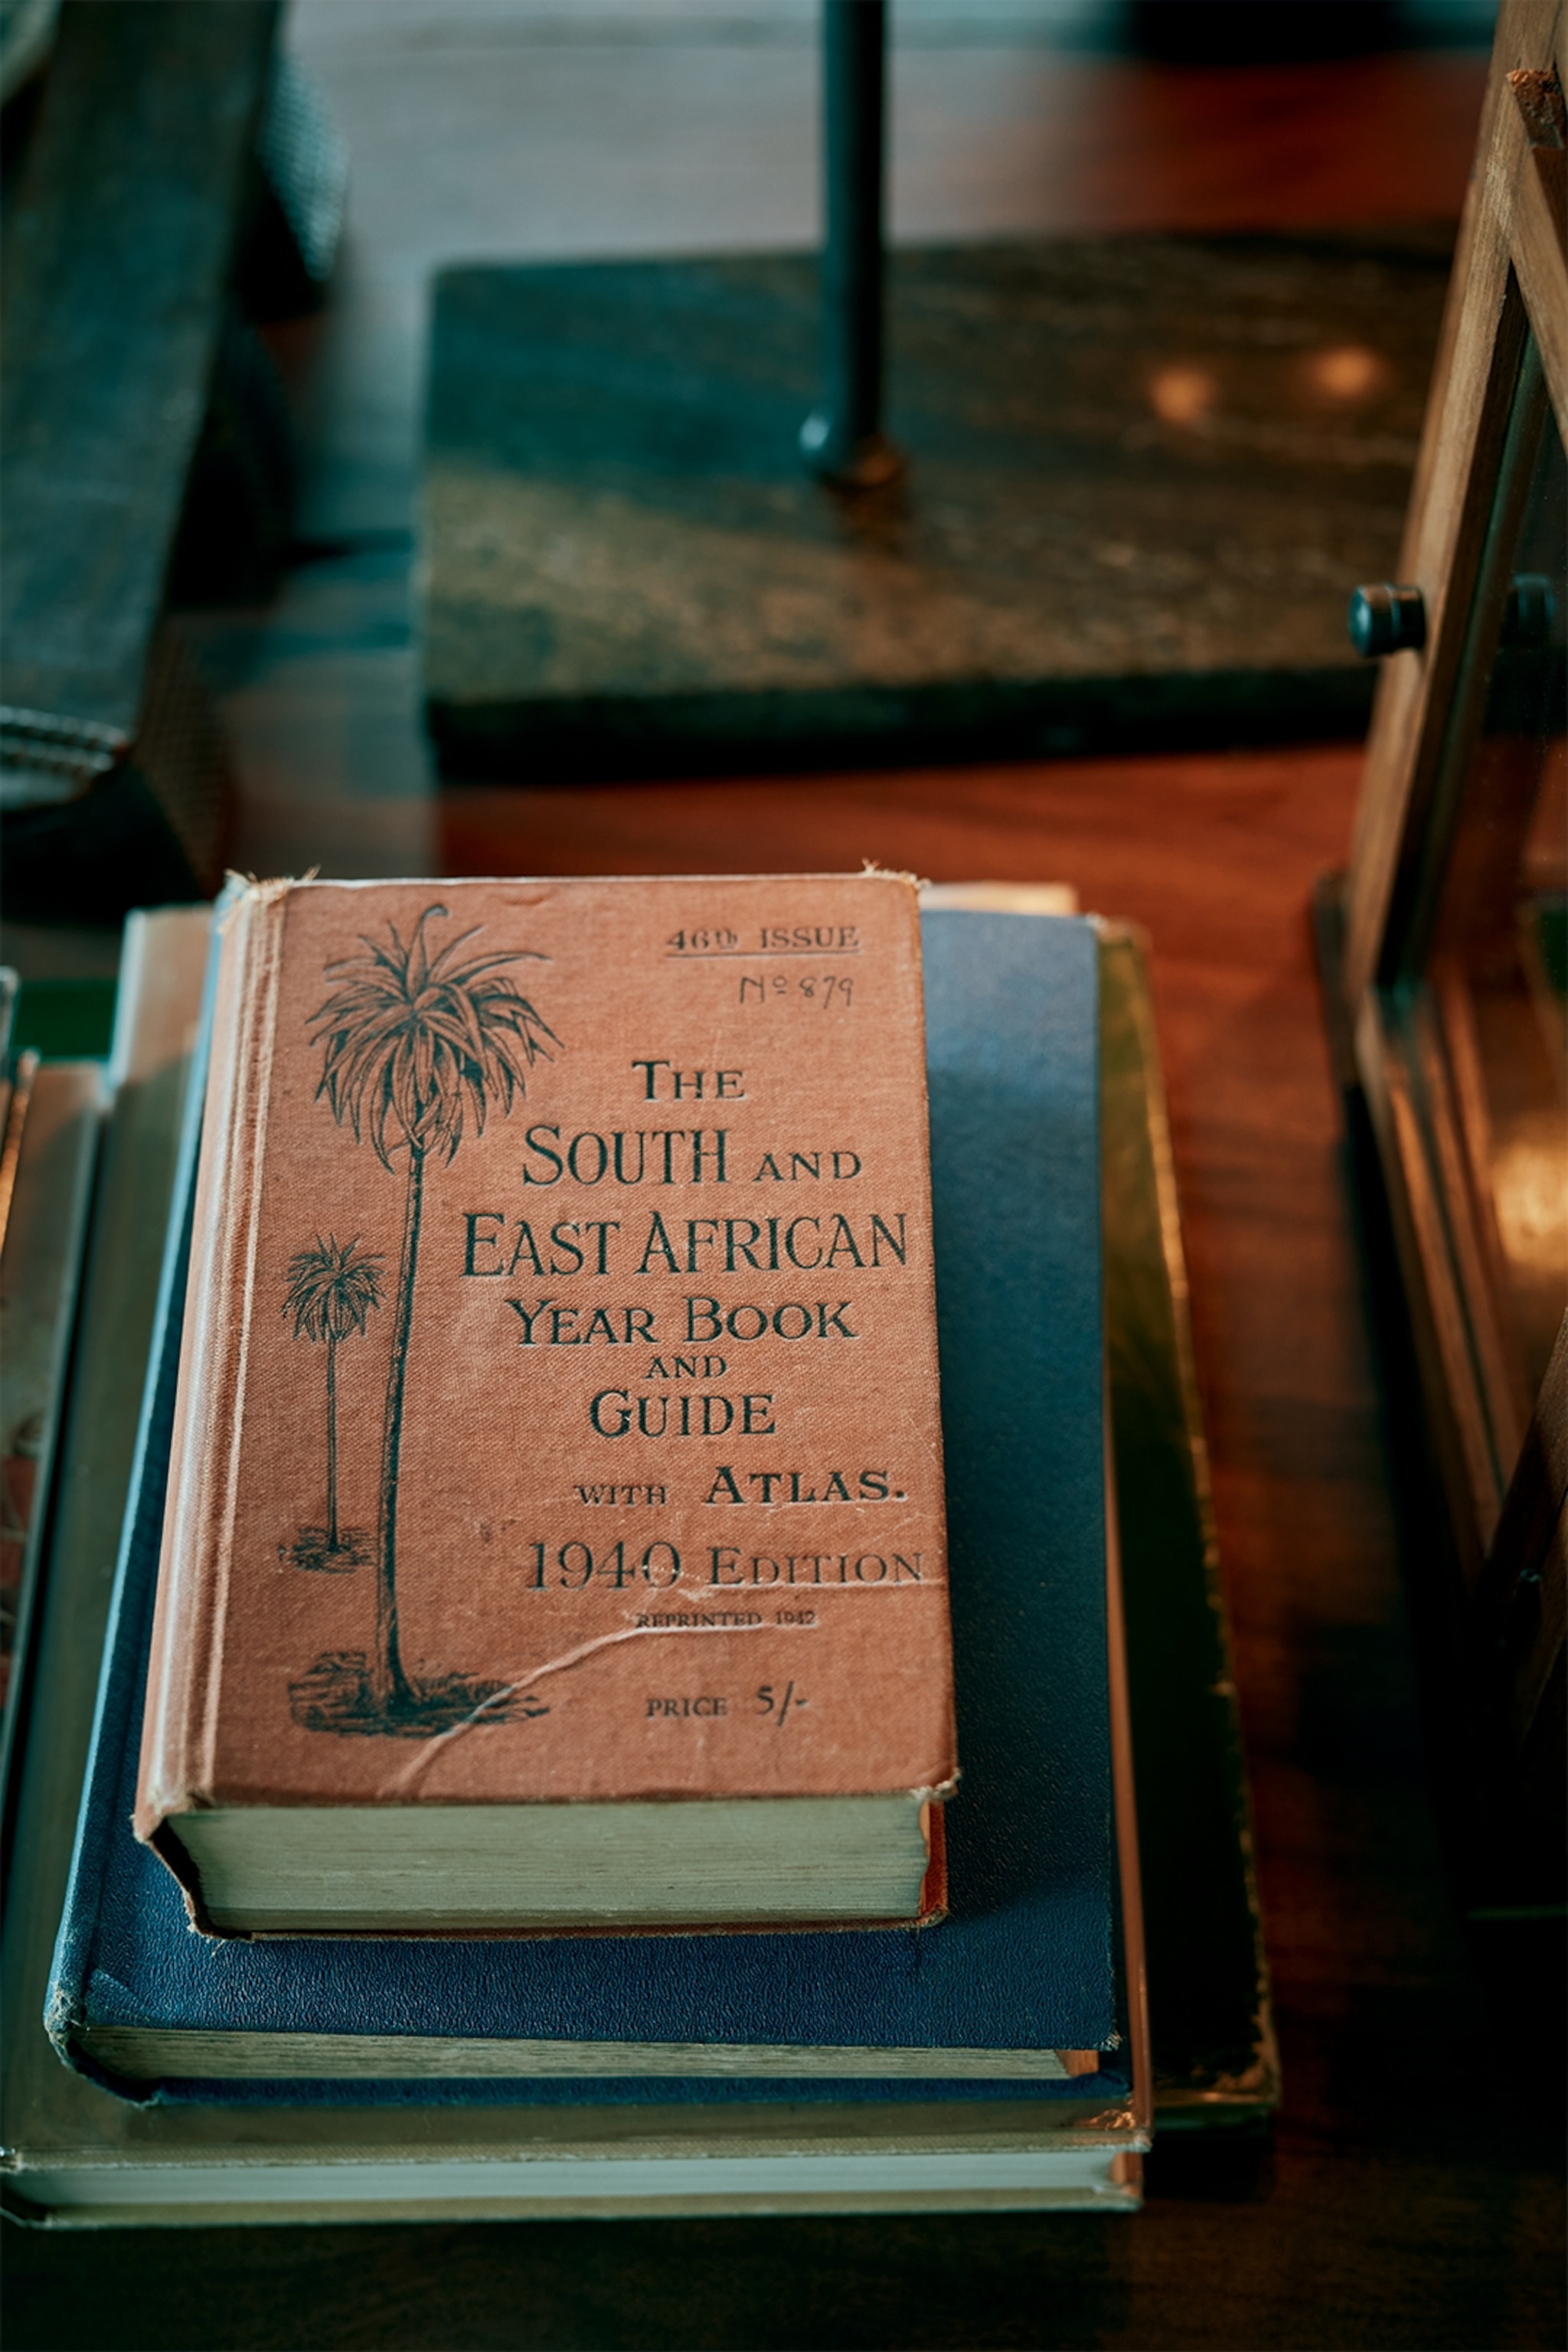 46th ISSUE
Nº 879
THE
SOUTH AND
EAST AFRICAN
YEAR BOOK
AND
GUIDE
WITH ATLAS.
1940 EDITION
REPRINTED 1942
PRICE 5/-